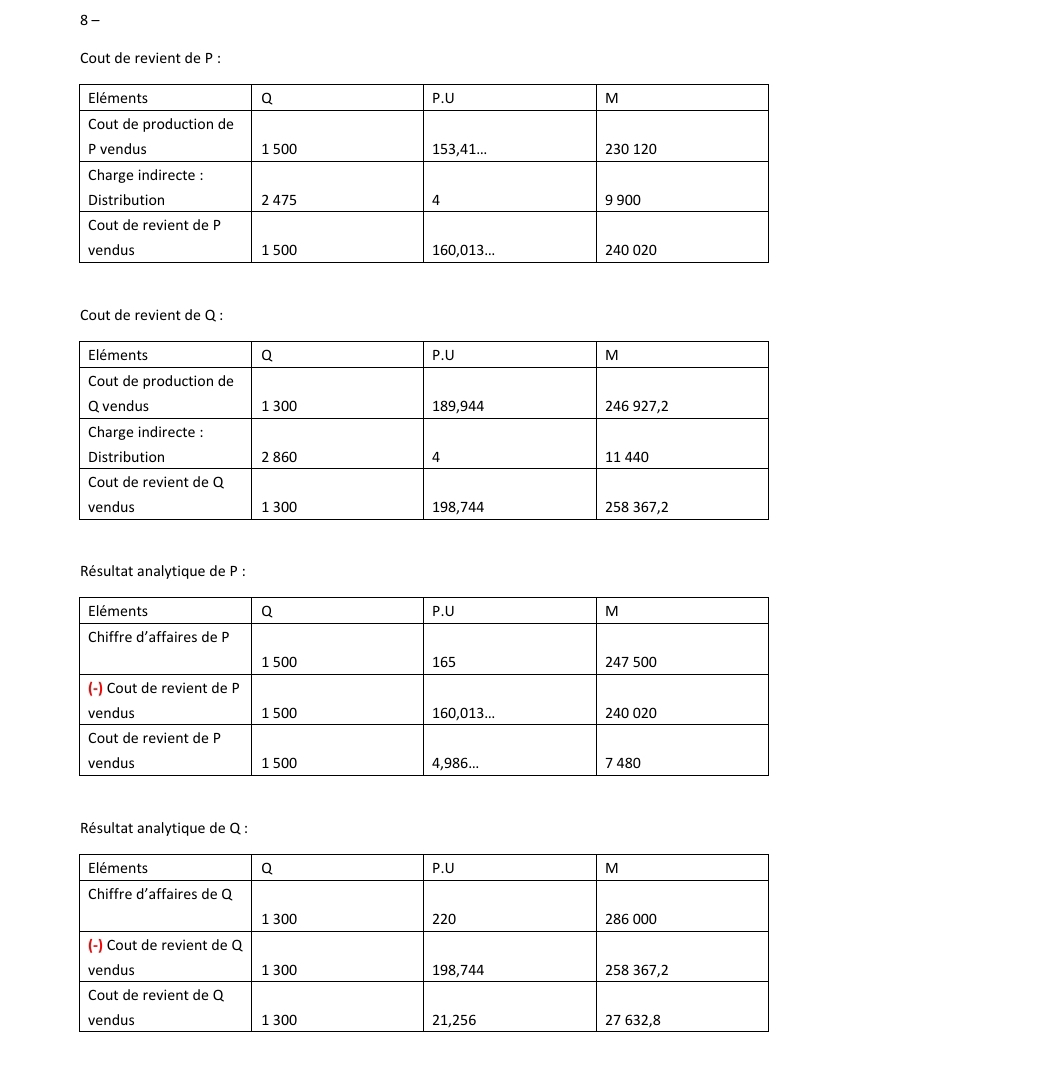 8 –
Cout de revient de P :
Eléments Q P.U M
Cout de production de
P vendus 1 500 153,41... 230 120
Charge indirecte :
Distribution 2 475 4 9 900
Cout de revient de P
vendus 1 500 160,013... 240 020
Cout de revient de Q :
Eléments Q P.U M
Cout de production de
Q vendus 1 300 189,944 246 927,2
Charge indirecte :
Distribution 2 860 4 11 440
Cout de revient de Q
vendus 1 300 198,744 258 367,2
Résultat analytique de P :
Eléments Q P.U M
Chiffre d’affaires de P
1 500 165 247 500
(-) Cout de revient de P
vendus 1 500 160,013... 240 020
Cout de revient de P
vendus 1 500 4,986... 7 480
Résultat analytique de Q :
Eléments Q P.U M
Chiffre d’affaires de Q
1 300 220 286 000
(-) Cout de revient de Q
vendus 1 300 198,744 258 367,2
Cout de revient de Q
vendus 1 300 21,256 27 632,8